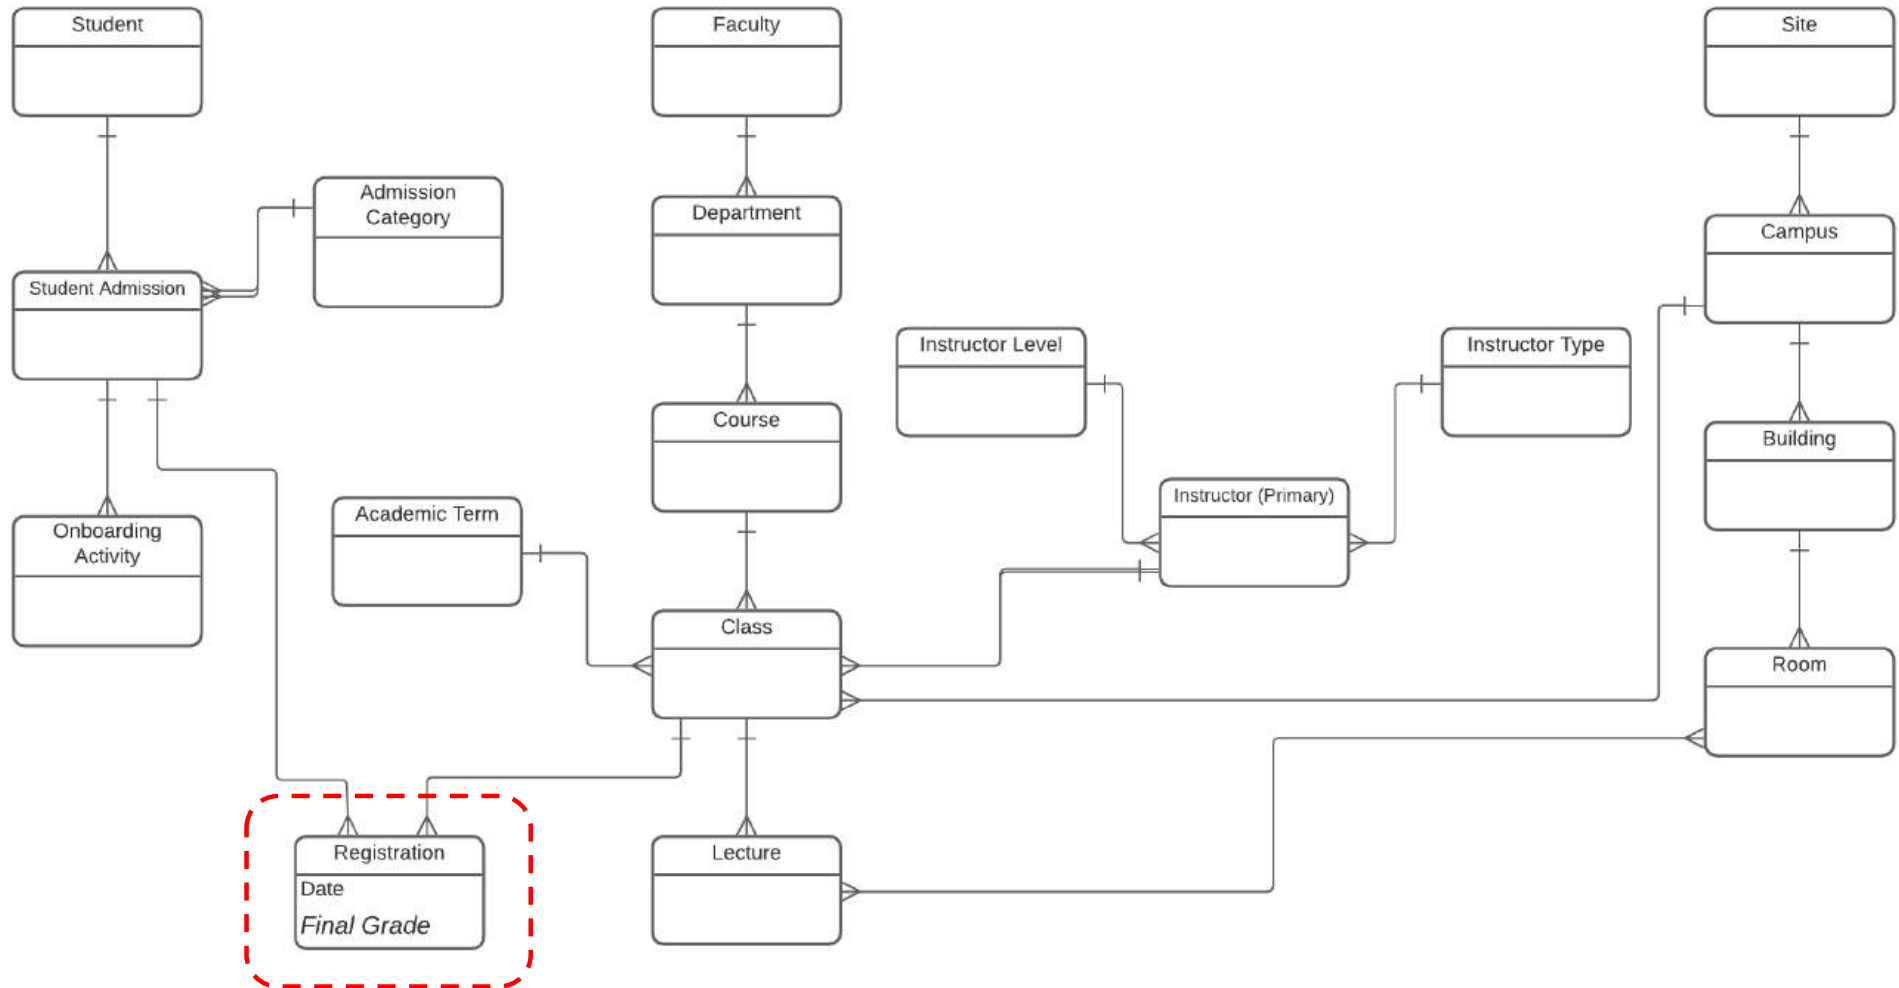 Student
Faculty
Site
Admission
Category
Department
Campus
Student Admission
Instructor Level
Instructor Type
Course
Building
Instructor (Primary)
Academic Term
Onboarding
Activity
Class
Room
Registration
Date
Final Grade
Lecture